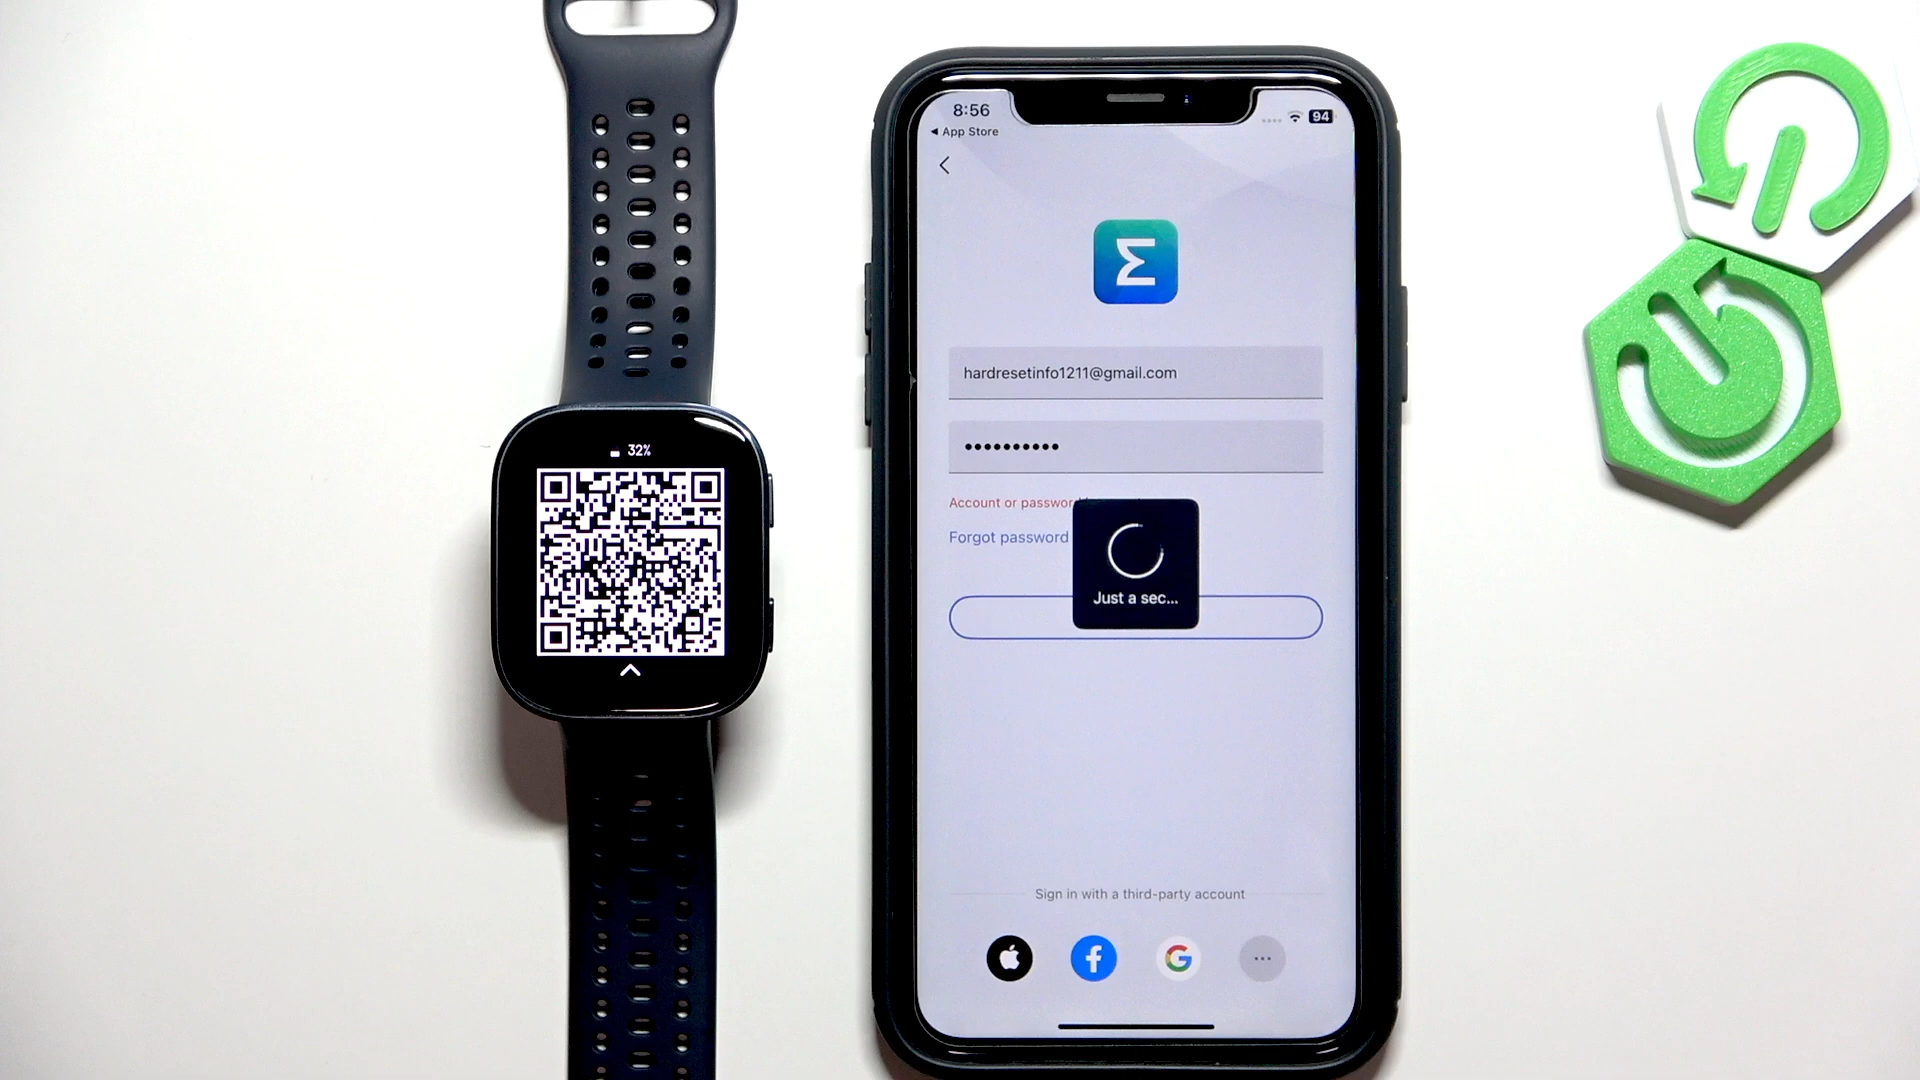 32%
8:56
94
◀ App Store
hardresetinfo1211@gmail.com
••••••••••
Account or password
Forgot password
Just a sec...
Sign in with a third-party account